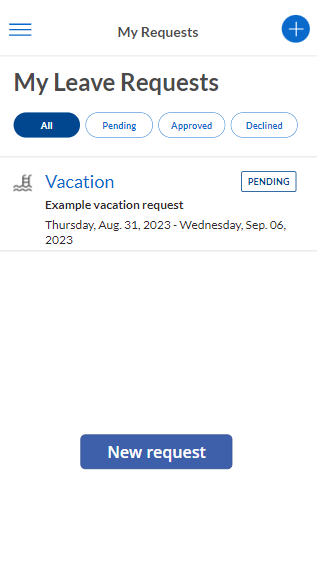 My Requests
My Leave Requests
All
Pending
Approved
Declined
Vacation
PENDING
Example vacation request
Thursday, Aug. 31, 2023 - Wednesday, Sep. 06,
2023
New request